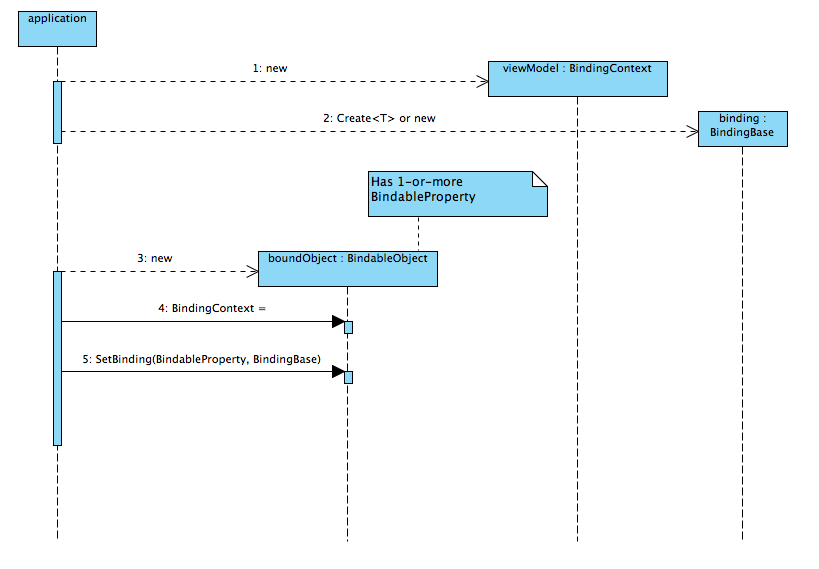 application
1: new
viewModel : BindingContext
2: Create<T> or new
binding :
BindingBase
Has 1-or-more
BindableProperty
3: new
boundObject : BindableObject
4: BindingContext =
5: SetBinding(BindableProperty, BindingBase)